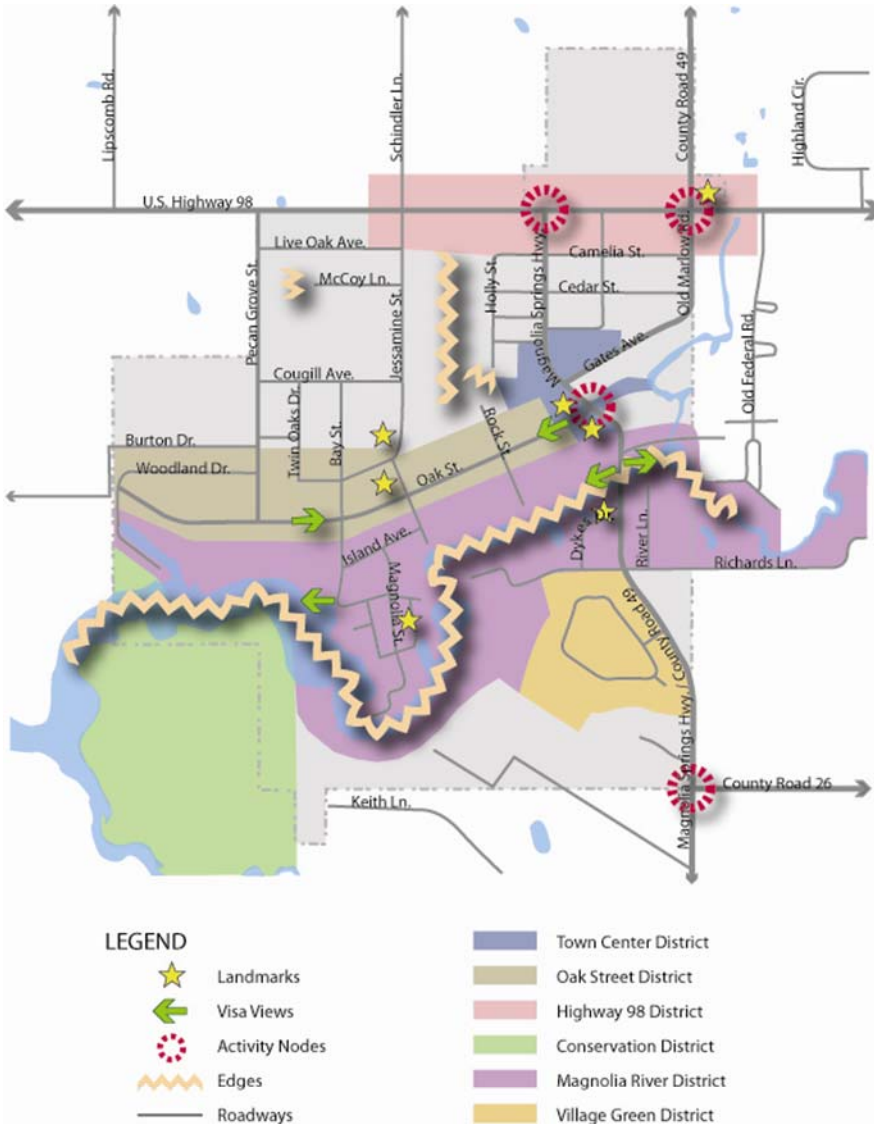 Lipscomb Rd.
Schindler Ln.
County Road 49
Highland Cir.
U.S. Highway 98
Live Oak Ave.
McCoy Ln.
Pecan Grove St.
Jessamine St.
Holly St.
Magnolia Springs Hwy.
Camelia St.
Cedar St.
Old Marlow Rd.
Gates Ave.
Old Federal Rd.
Cougill Ave.
Twin Oaks Dr.
Bay St.
Rock St.
Burton Dr.
Woodland Dr.
Oak St.
Island Ave.
Magnolia St.
Dykes Dr.
River Ln.
Richards Ln.
Magnolia Springs Hwy. / County Road 49
County Road 26
Keith Ln.
LEGEND
Landmarks
Visa Views
Activity Nodes
Edges
Roadways
Town Center District
Oak Street District
Highway 98 District
Conservation District
Magnolia River District
Village Green District